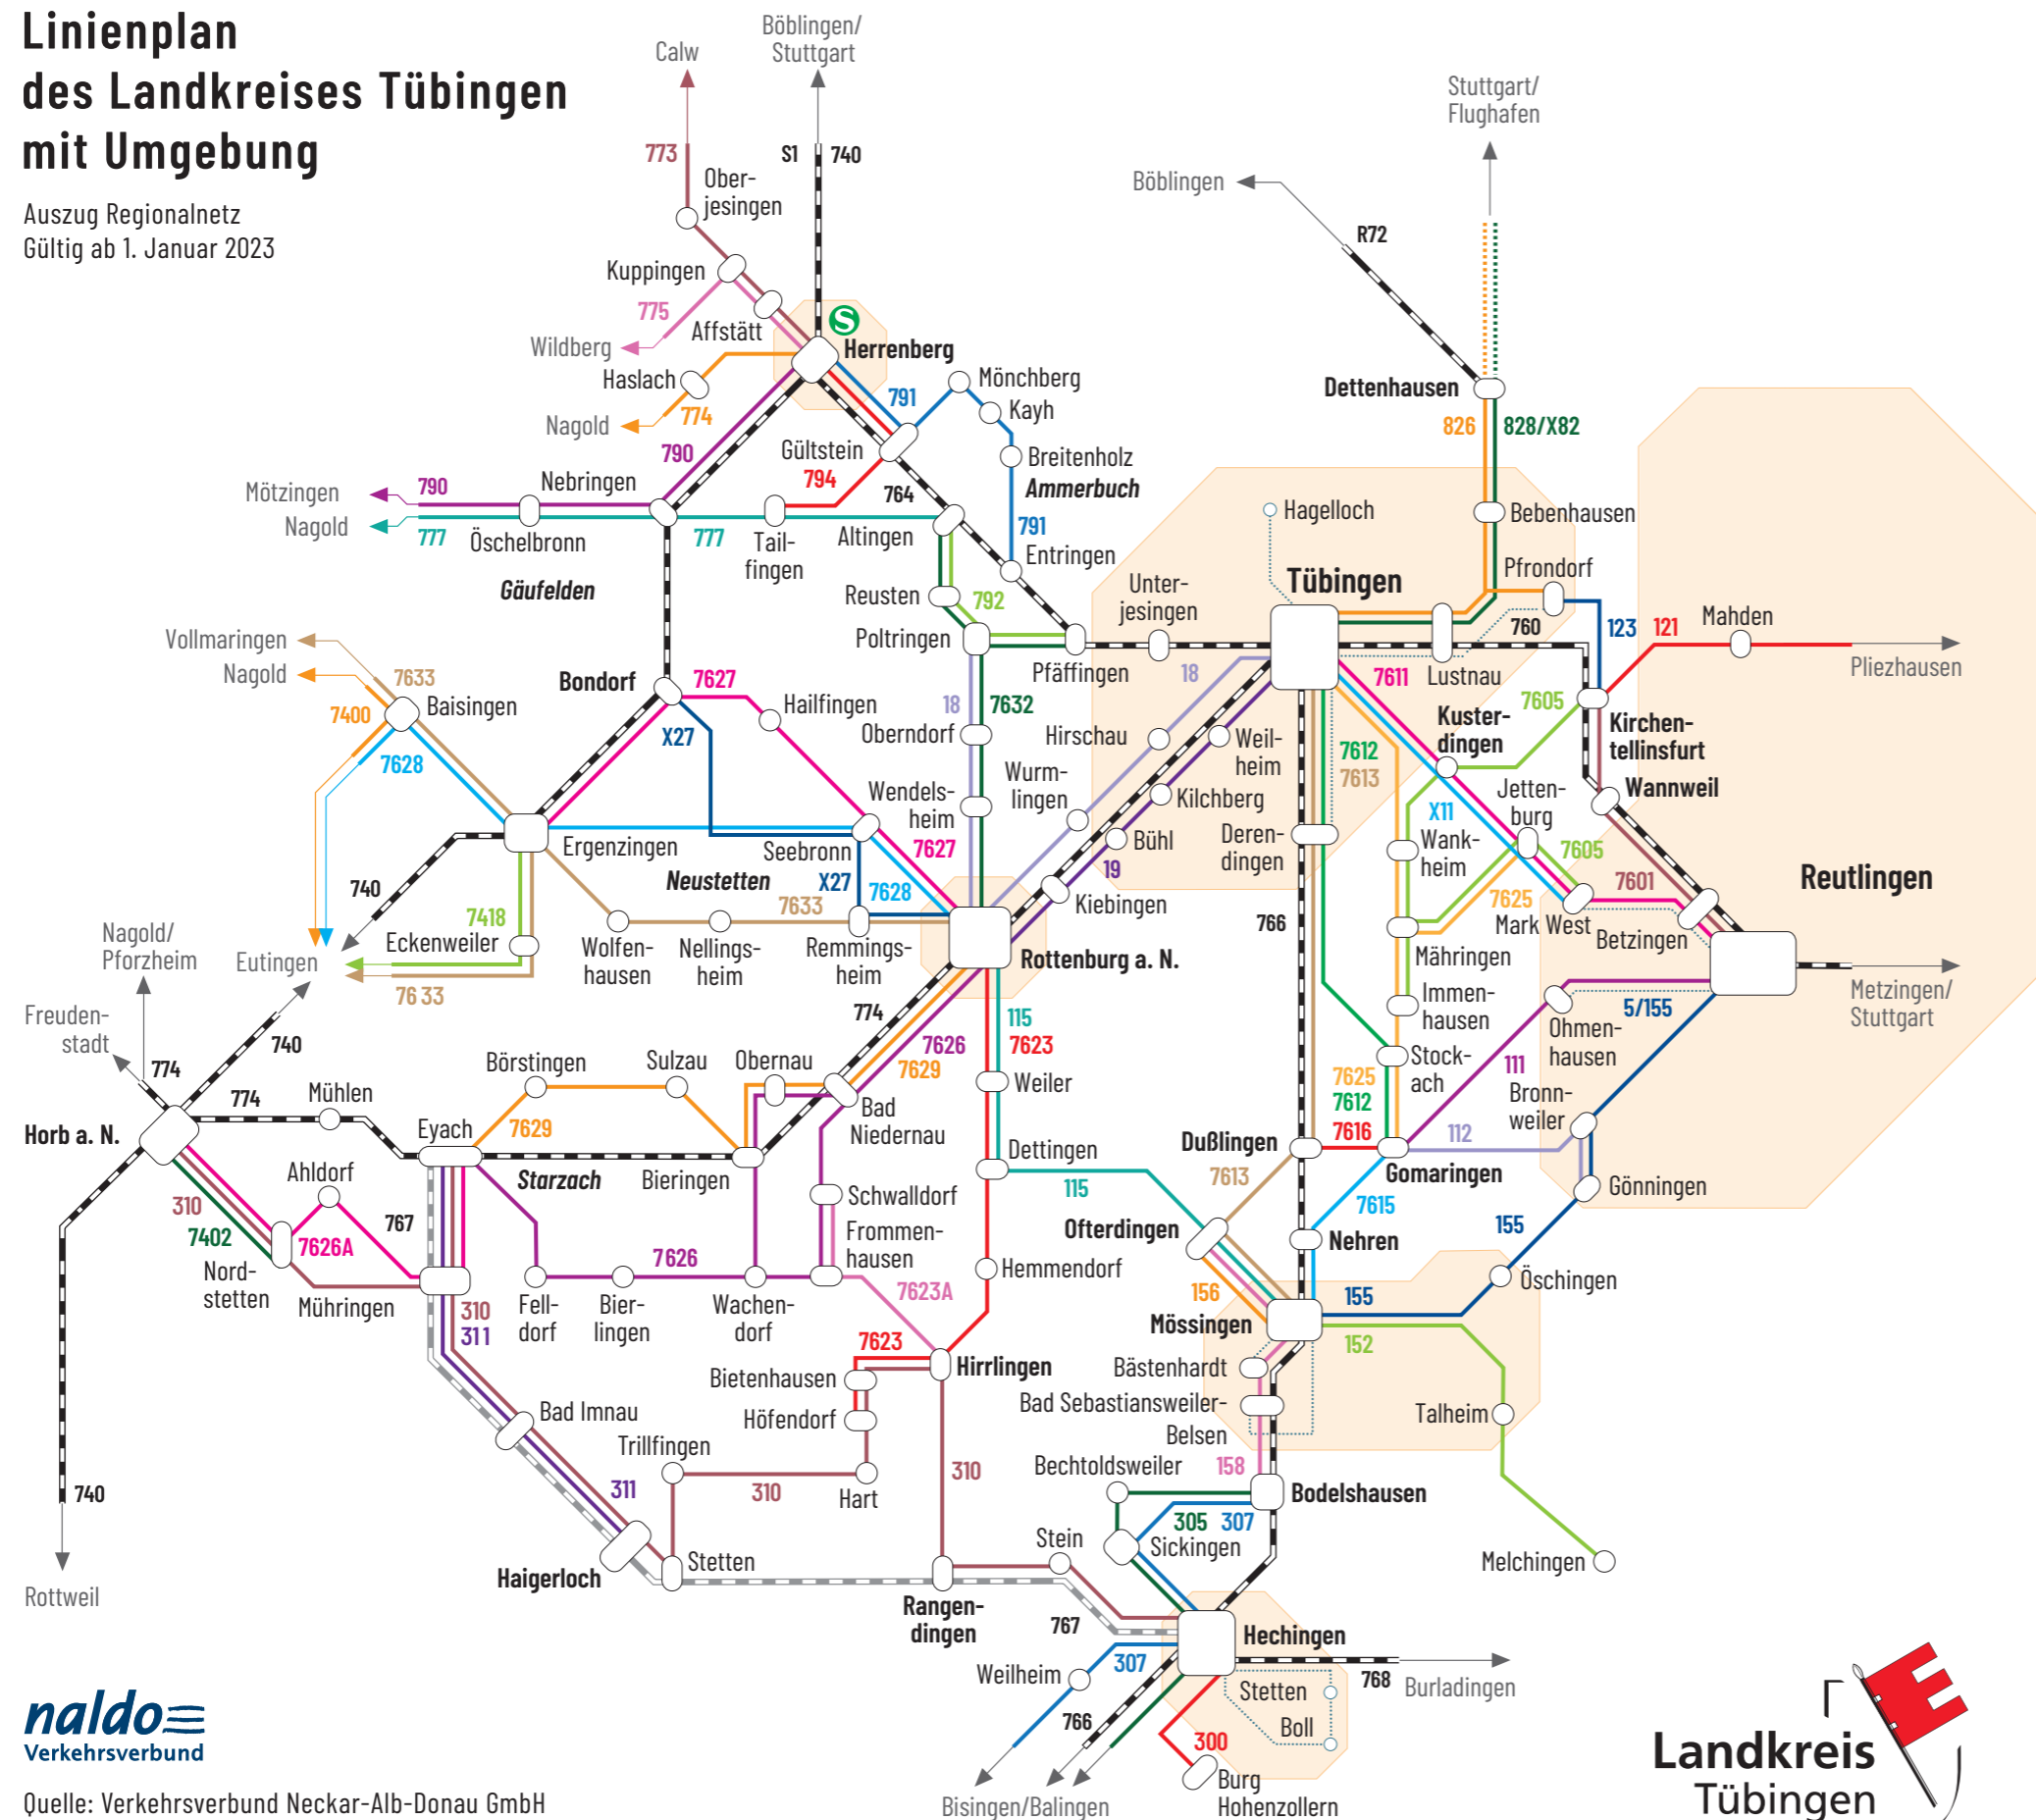 Linienplan
des Landkreises Tübingen
mit Umgebung
Auszug Regionalnetz
Gültig ab 1. Januar 2023
Calw
Böblingen/
Stuttgart
Stuttgart/
Flughafen
Böblingen
773
S1
740
R72
Ober-
jesingen
Kuppingen
775
Affstätt
Wildberg
S
Herrenberg
Haslach
774
Nagold
791
Mönchberg
Kayh
Dettenhausen
826
828/X82
790
Gültstein
794
764
Breitenholz
Ammerbuch
Mötzingen
790
Nebringen
Nagold
777
Öschelbronn
777
Tail-
fingen
Altingen
791
Entringen
Hagelloch
Bebenhausen
Gäufelden
Reusten
792
Unter-
jesingen
Tübingen
Pfrondorf
Poltringen
Pfäffingen
760
123
121
Mahden
Pliezhausen
Vollmaringen
Nagold
7633
7400
Baisingen
7628
Bondorf
7627
Hailfingen
X27
18
7632
Oberndorf
18
Hirschau
7611
Lustnau
7605
Kirchen-
tellinsfurt
Kuster-
dingen
Weil-
heim
7612
7613
Wurm-
lingen
Kilchberg
Wannweil
Jetten-
burg
X11
Wendels-
heim
Bühl
Deren-
dingen
Wank-
heim
7605
7601
Reutlingen
Ergenzingen
Seebronn
7627
Neustetten
X27
7628
19
Kiebingen
7625
Mark West
Betzingen
740
7418
Eckenweiler
7633
Wolfen-
hausen
Nellings-
heim
Remmings-
heim
Rottenburg a. N.
766
Mähringen
Nagold/
Pforzheim
Eutingen
76 33
Immen-
hausen
Ohmen-
hausen
5/155
Metzingen/
Stuttgart
Freuden-
stadt
774
740
774
115
7623
7626
7629
Börstingen
Sulzau
Obernau
Weiler
7625
7612
Stock-
ach
111
Bronn-
weiler
774
Mühlen
Horb a. N.
Eyach
7629
Bad
Niedernau
Starzach
Bieringen
Dettingen
115
Dußlingen
7616
112
Gomaringen
7613
7615
Gönningen
310
7402
Ahldorf
7626A
767
Schwalldorf
Frommen-
hausen
Ofterdingen
Nehren
155
Nord-
stetten
Mühringen
310
311
7626
Fell-
dorf
Bier-
lingen
Wachen-
dorf
7623A
Hemmendorf
156
Mössingen
155
152
Öschingen
7623
Bietenhausen
Höfendorf
Hirrlingen
Bästenhardt
Bad Sebastiansweiler-
Belsen
Talheim
Bad Imnau
Trillfingen
311
310
Hart
310
158
Bechtoldsweiler
Bodelshausen
305
307
Sickingen
740
Rottweil
Haigerloch
Stetten
Stein
Melchingen
Rangen-
dingen
767
Hechingen
Weilheim
307
768
Burladingen
Stetten
Boll
766
300
Burg
Hohenzollern
Bisingen/Balingen
naldo
Verkehrsverbund
Quelle: Verkehrsverbund Neckar-Alb-Donau GmbH
Landkreis
Tübingen